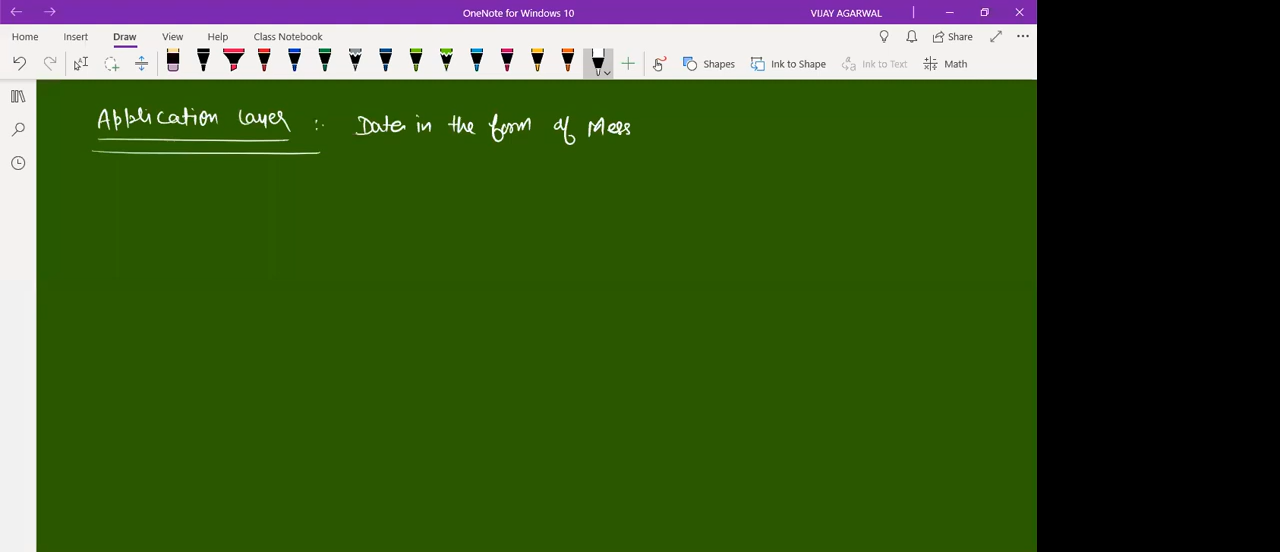 OneNote for Windows 10
VIJAY AGARWAL
Home Insert Draw View Help Class Notebook
Share
Shapes Ink to Shape Ink to Text Math
Application Layer :- Data in the form of Mess